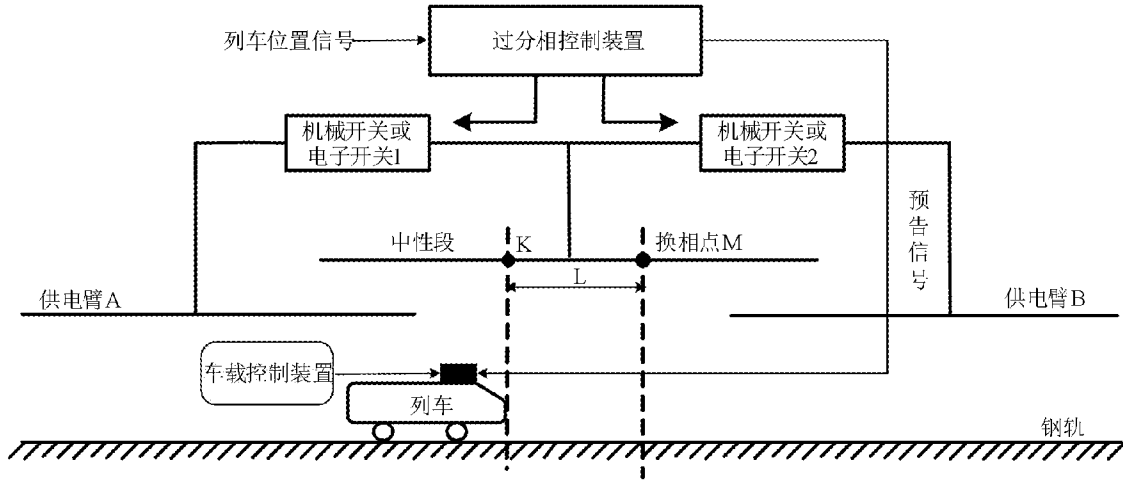 列车位置信号
过分相控制装置
机械开关或
电子开关1
机械开关或
电子开关2
预告信号
中性段
K
换相点M
L
供电臂A
供电臂B
车载控制装置
列车
钢轨